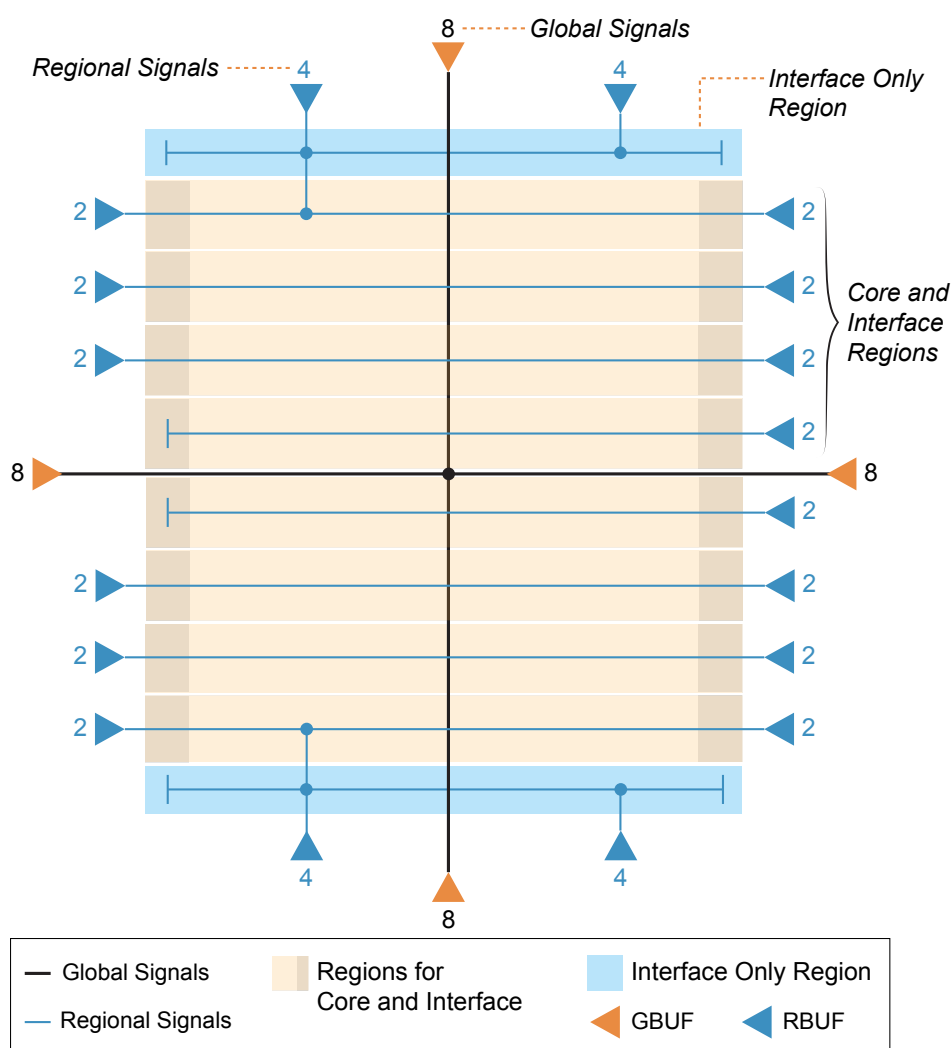 8
Global Signals
Regional Signals
4
4
Interface Only
Region
2
2
2
2
2
2
Core and
Interface
Regions
2
8
8
2
2
2
2
2
2
2
4
4
8
Global Signals
Regions for
Core and Interface
Interface Only Region
Regional Signals
GBUF
RBUF